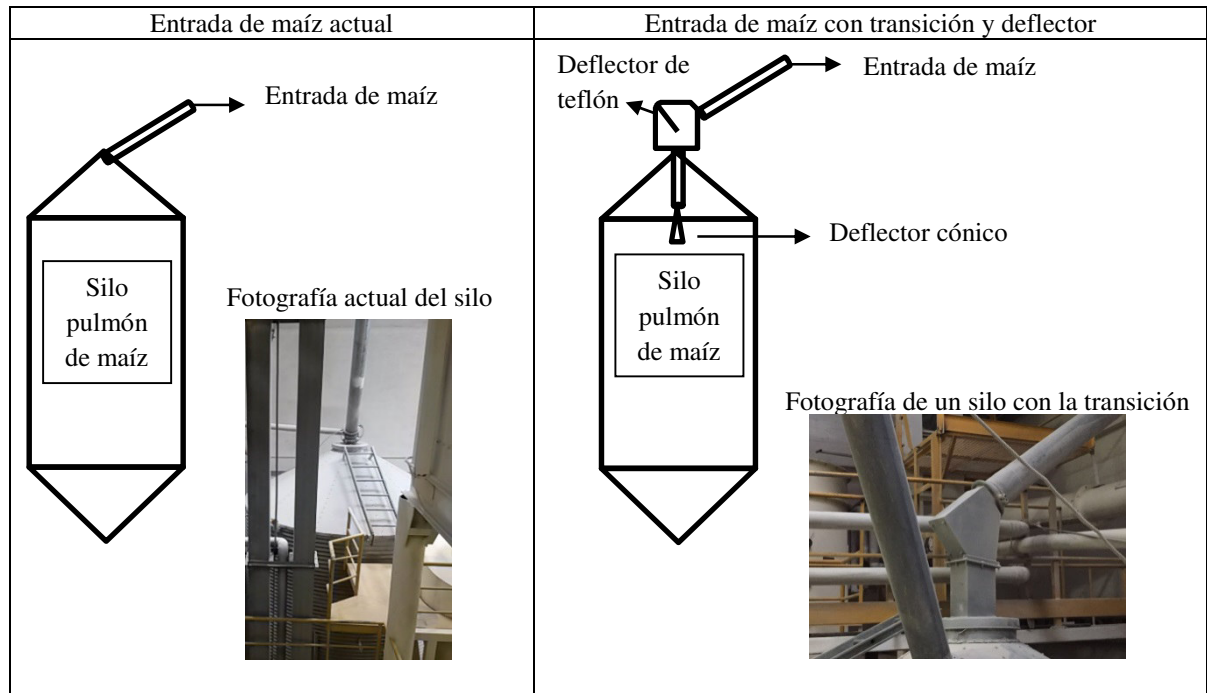 Entrada de maíz actual
Entrada de maíz
Silo
pulmón
de maíz
Fotografía actual del silo
Entrada de maíz con transición y deflector
Deflector de
teflón
Entrada de maíz
Deflector cónico
Silo
pulmón
de maíz
Fotografía de un silo con la transición